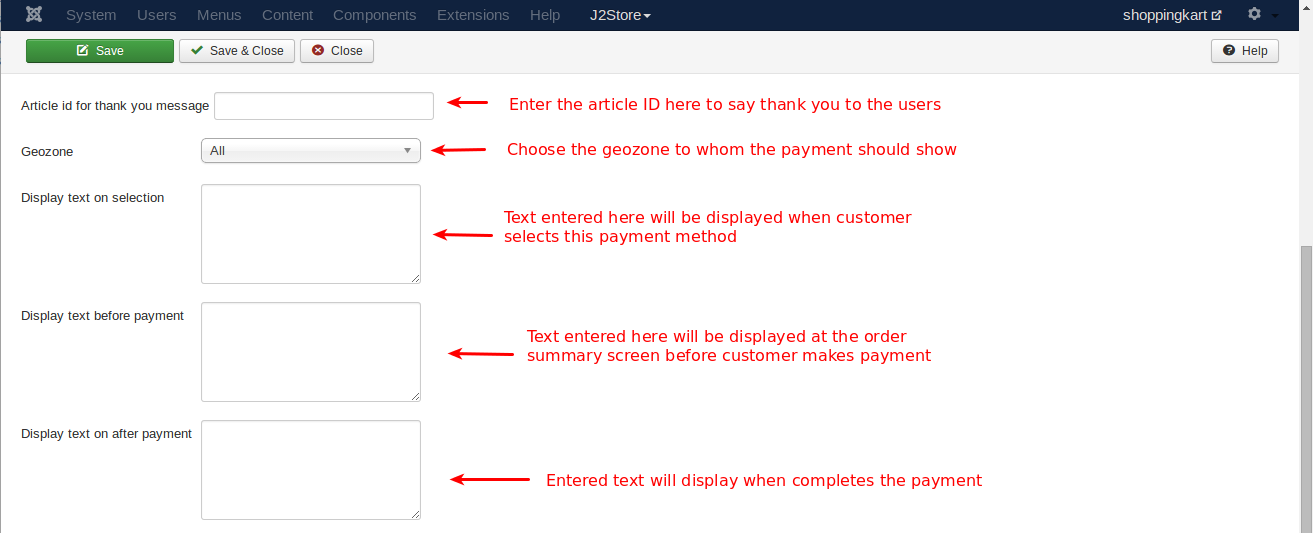 System Users Menus Content Components Extensions Help J2Store shoppingkart
Save Save & Close Close Help
Article id for thank you message
Enter the article ID here to say thank you to the users
Geozone
All
Choose the geozone to whom the payment should show
Display text on selection
Text entered here will be displayed when customer
selects this payment method
Display text before payment
Text entered here will be displayed at the order
summary screen before customer makes payment
Display text on after payment
Entered text will display when completes the payment